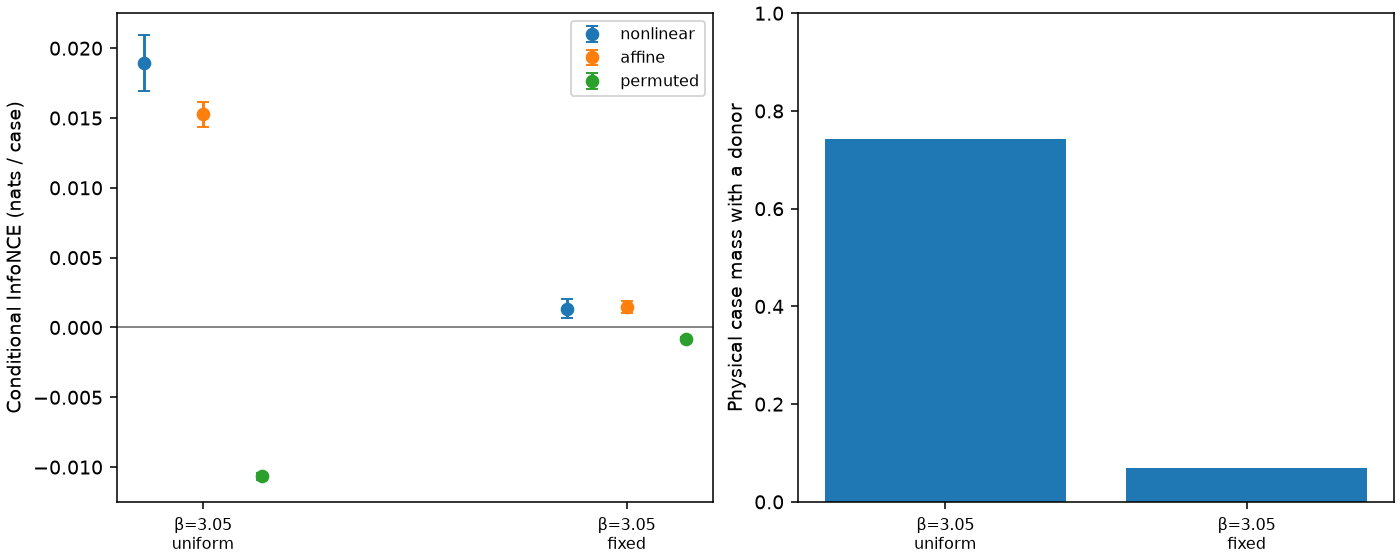 Conditional InfoNCE (nats / case)
0.020
0.015
0.010
0.005
0.000
−0.005
−0.010
nonlinear
affine
permuted
β=3.05
uniform
β=3.05
fixed
Physical case mass with a donor
1.0
0.8
0.6
0.4
0.2
0.0
β=3.05
uniform
β=3.05
fixed